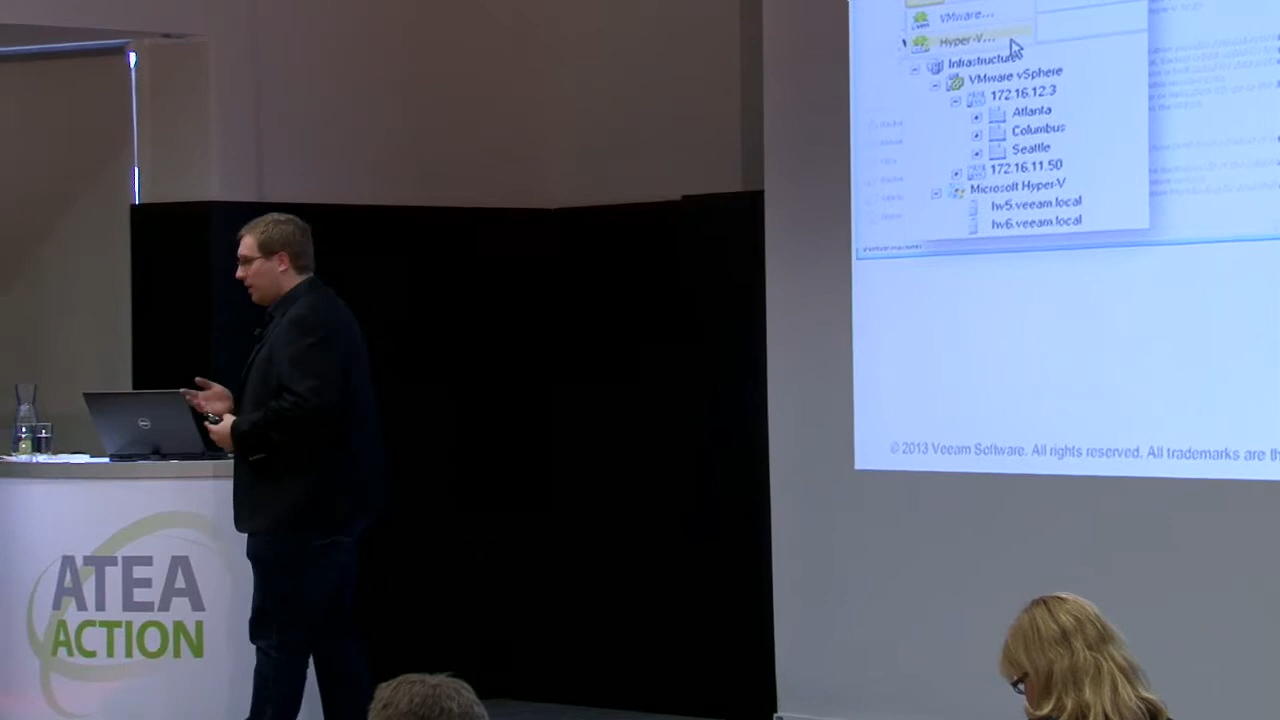 VMware...
Hyper-V...
Infrastructure
VMware vSphere
172.16.12.3
Atlanta
Columbus
Seattle
172.16.11.50
Microsoft Hyper-V
hv5.veeam.local
hv6.veeam.local
© 2013 Veeam Software. All rights reserved. All trademarks are th
DELL
ATEA
ACTION